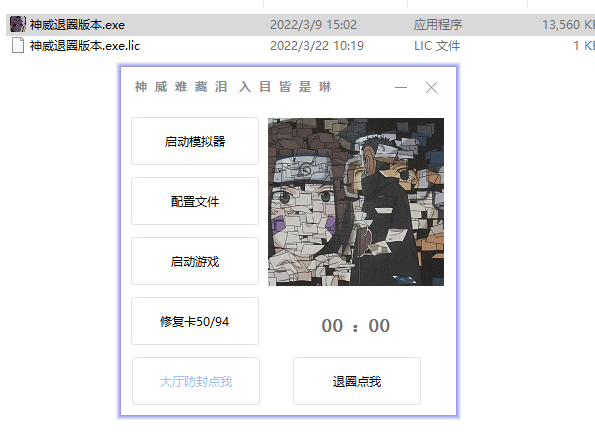 神威退圈版本.exe 2022/3/9 15:02 应用程序 13,560 KE
神威退圈版本.exe.lic 2022/3/22 10:19 LIC 文件 1 KE
神威难藏泪 入目皆是琳
启动模拟器
配置文件
启动游戏
修复卡50/94
00 : 00
大厅防封点我
退圈点我